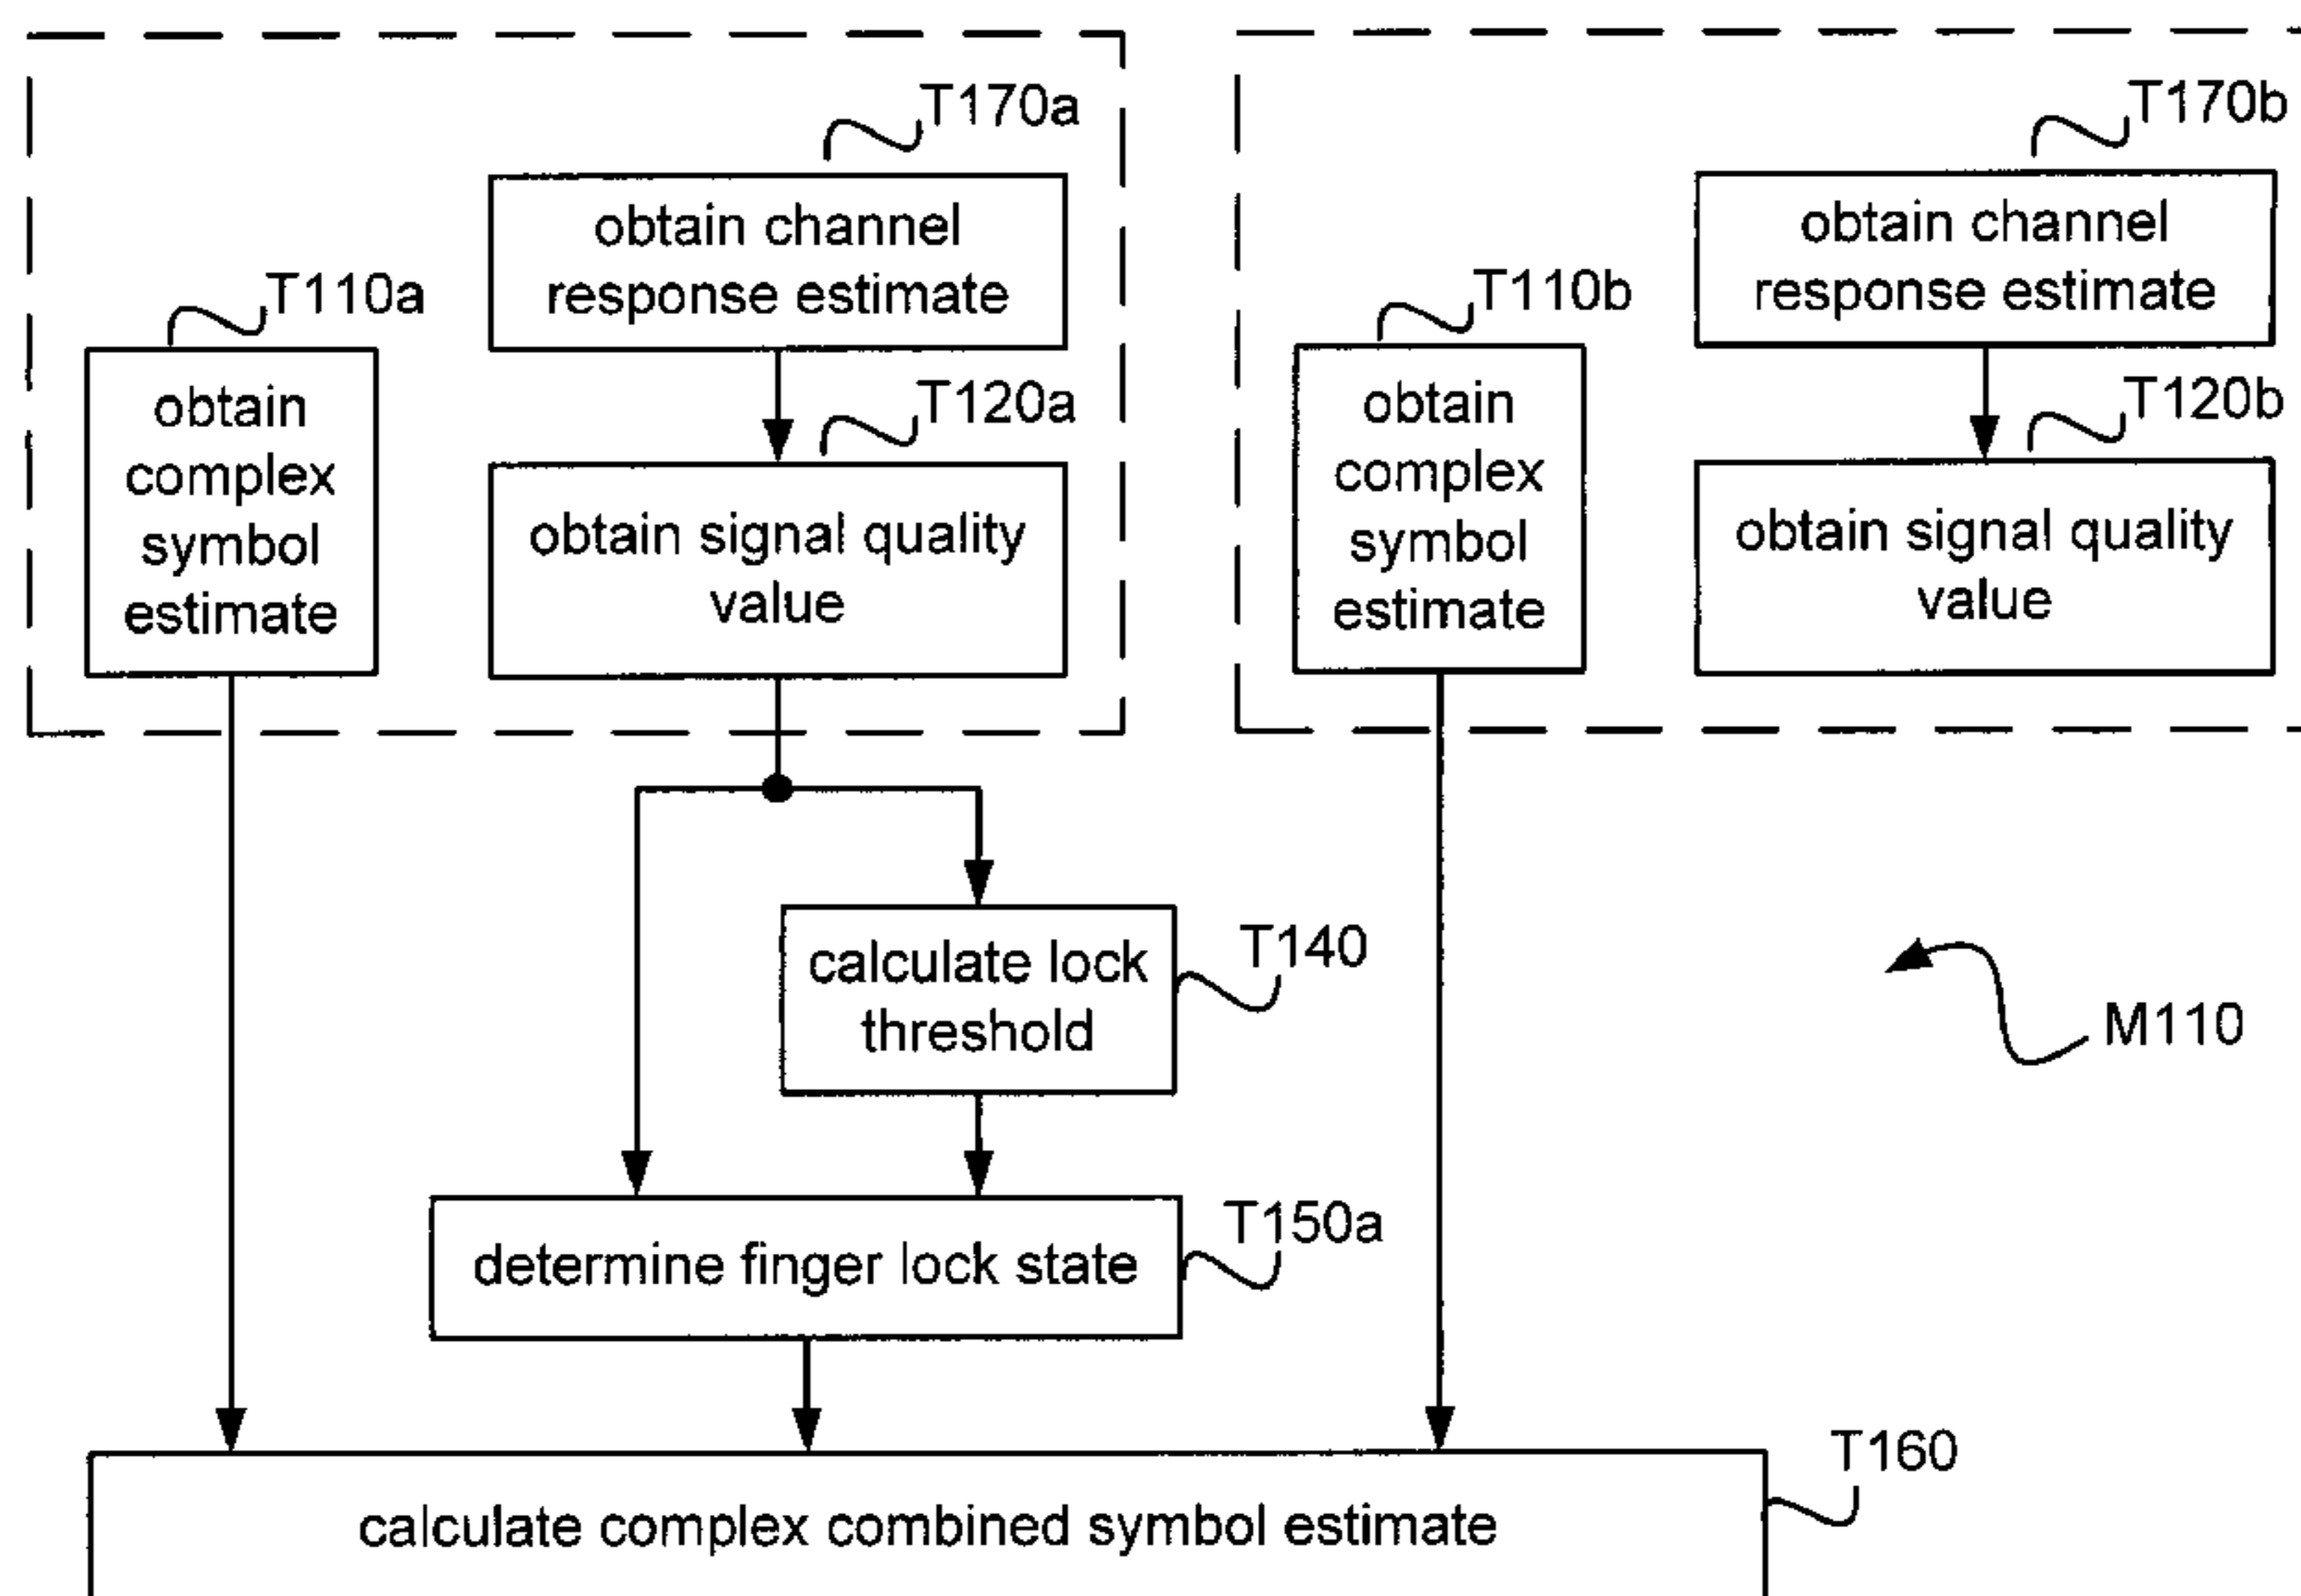 T170a
obtain channel
response estimate
T110a
obtain
complex
symbol
estimate
T120a
obtain signal quality
value
T170b
obtain channel
response estimate
T110b
obtain
complex
symbol
estimate
T120b
obtain signal quality
value
calculate lock
threshold
T140
M110
determine finger lock state
T150a
T160
calculate complex combined symbol estimate